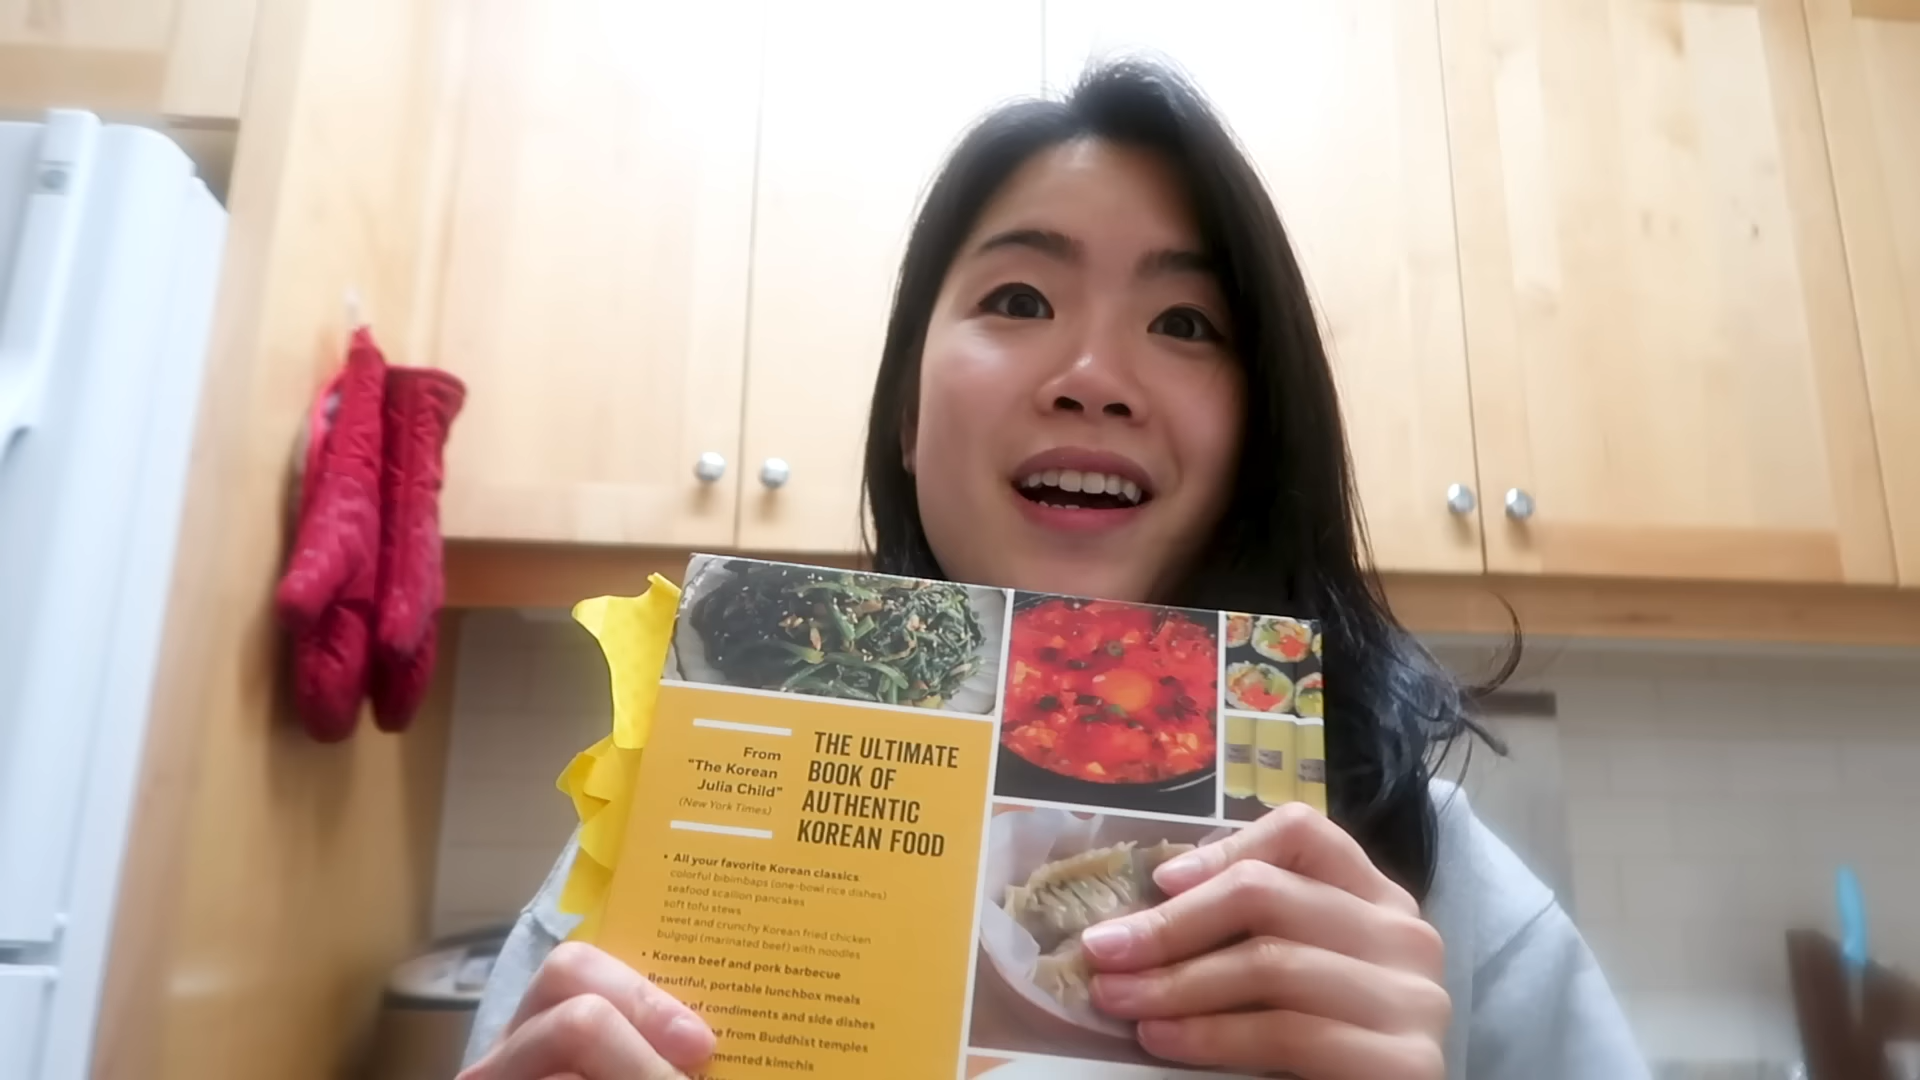 From
"The Korean
Julia Child"
(New York Times)
THE ULTIMATE
BOOK OF
AUTHENTIC
KOREAN FOOD
• All your favorite Korean classics
colorful bibimbaps (one-bowl rice dishes)
seafood scallion pancakes
soft tofu stews
sweet and crunchy Korean fried chicken
bulgogi (marinated beef) with noodles
• Korean beef and pork barbecue
Beautiful, portable lunchbox meals
of condiments and side dishes
from Buddhist temples
kimchis